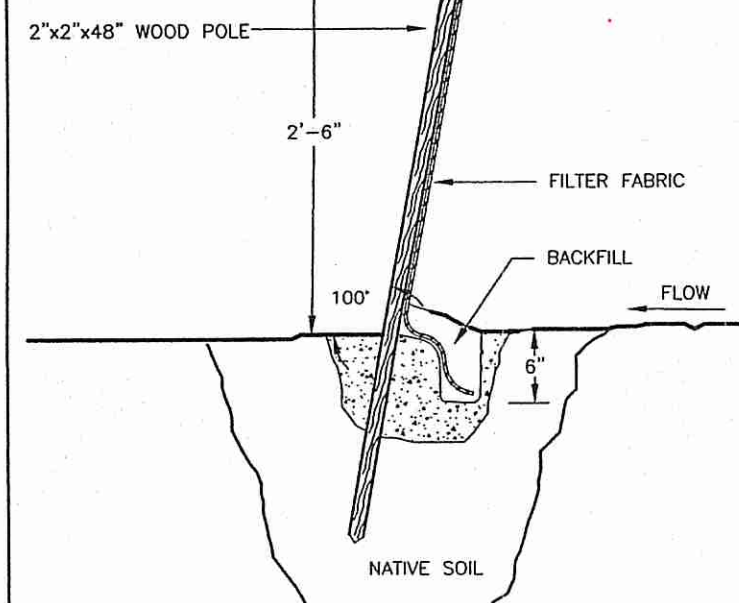 2"x2"x48" WOOD POLE
2'-6"
FILTER FABRIC
BACKFILL
100°
FLOW
6"
NATIVE SOIL